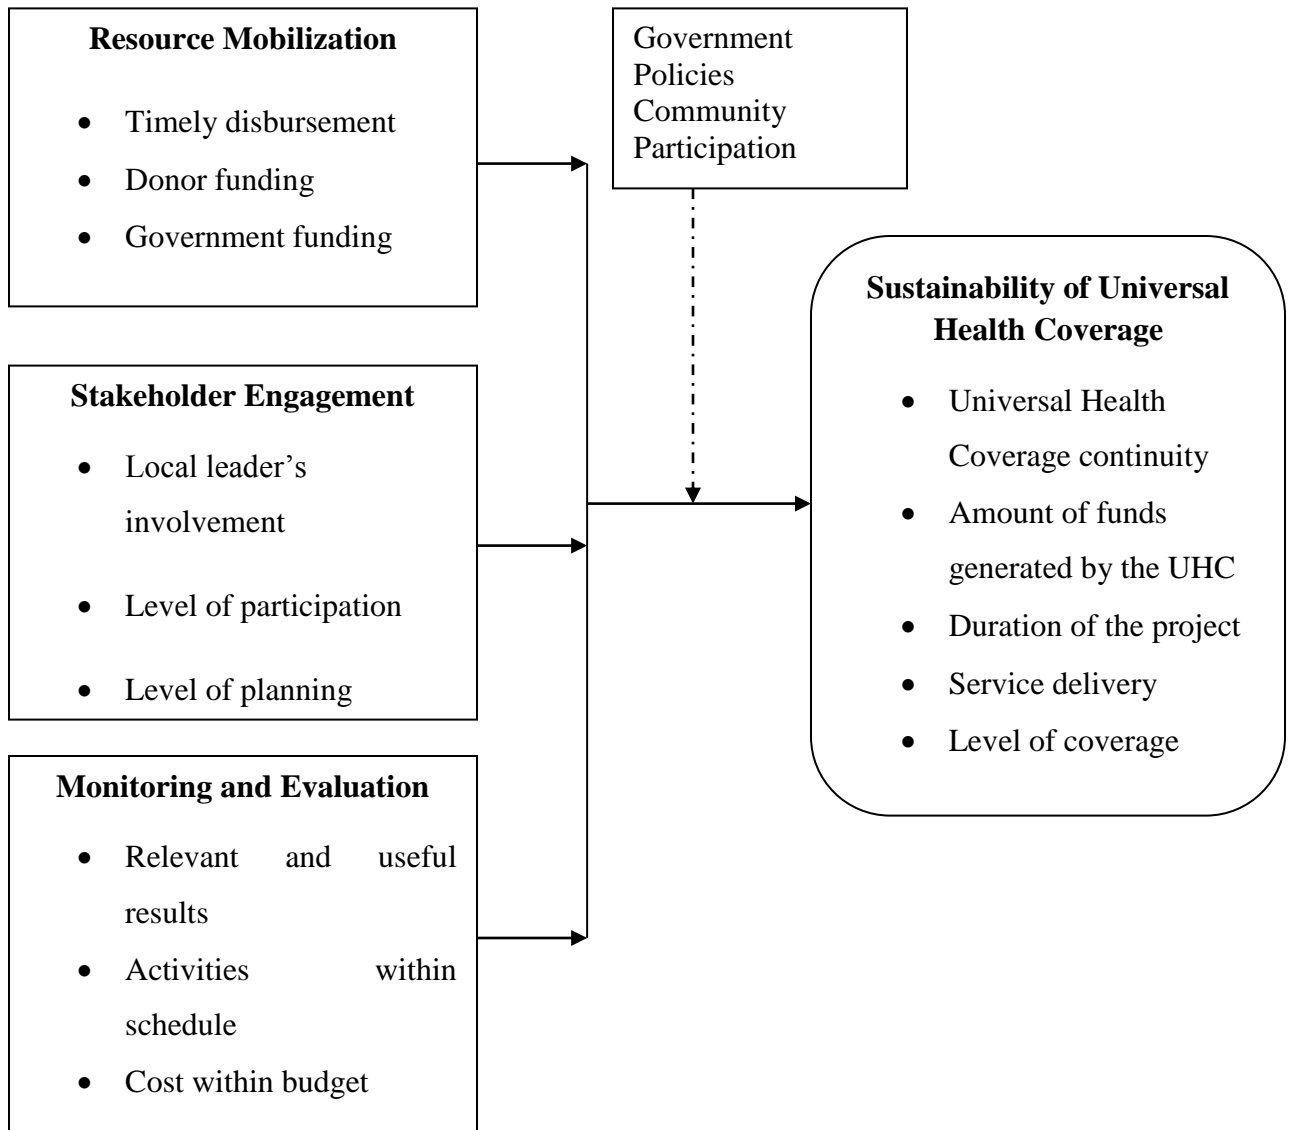 Resource Mobilization
• Timely disbursement
• Donor funding
• Government funding
Government
Policies
Community
Participation
Stakeholder Engagement
• Local leader’s
involvement
• Level of participation
• Level of planning
Monitoring and Evaluation
• Relevant and useful
results
• Activities within
schedule
• Cost within budget
Sustainability of Universal
Health Coverage
• Universal Health
Coverage continuity
• Amount of funds
generated by the UHC
• Duration of the project
• Service delivery
• Level of coverage